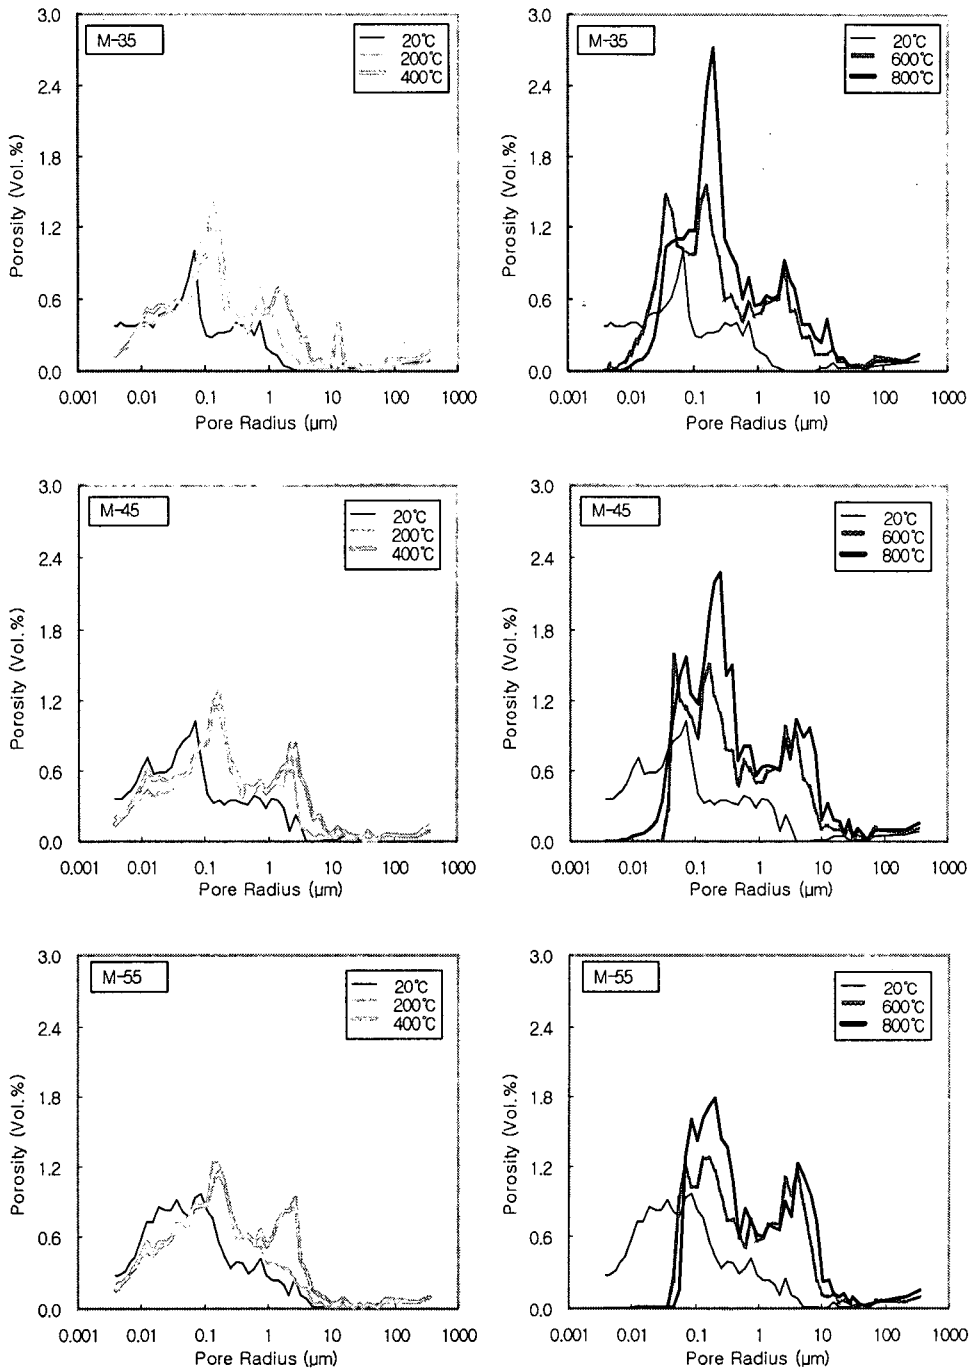 3.0 3.0
M-35 20℃ M-35 20℃
200℃ 600℃
2.4 400℃ 2.4 800℃
1.8 1.8
1.2 1.2
0.6 0.6
0.0 0.0
Porosity (Vol.%) Porosity (Vol.%)
0.001 0.01 0.1 1 10 100 1000 0.001 0.01 0.1 1 10 100 1000
Pore Radius (μm) Pore Radius (μm)
3.0 3.0
M-45 20℃ M-45 20℃
200℃ 600℃
400℃ 800℃
2.4 2.4
1.8 1.8
1.2 1.2
0.6 0.6
0.0 0.0
Porosity (Vol.%) Porosity (Vol.%)
0.001 0.01 0.1 1 10 100 1000 0.001 0.01 0.1 1 10 100 1000
Pore Radius (μm) Pore Radius (μm)
3.0 3.0
M-55 20℃ M-55 20℃
200℃ 600℃
400℃ 800℃
2.4 2.4
1.8 1.8
1.2 1.2
0.6 0.6
0.0 0.0
Porosity (Vol.%) Porosity (Vol.%)
0.001 0.01 0.1 1 10 100 1000 0.001 0.01 0.1 1 10 100 1000
Pore Radius (μm) Pore Radius (μm)